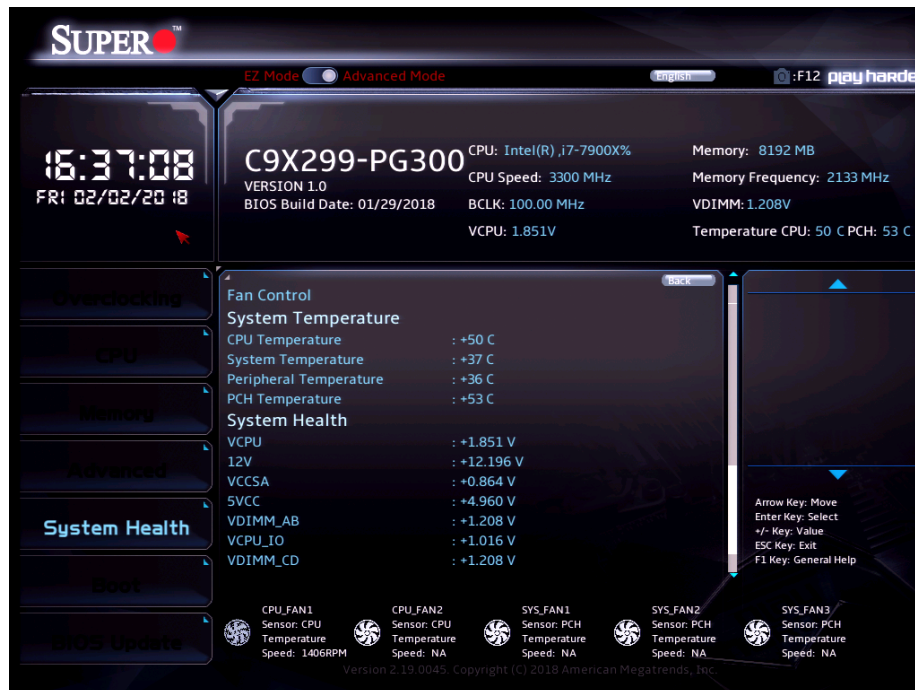 SUPER™
EZ Mode Advanced Mode English :F12 play harde
16:37:08
FRI 02/02/2018
C9X299-PG300
VERSION 1.0
BIOS Build Date: 01/29/2018
CPU: Intel(R) ,i7-7900X%
CPU Speed: 3300 MHz
BCLK: 100.00 MHz
VCPU: 1.851V
Memory: 8192 MB
Memory Frequency: 2133 MHz
VDIMM: 1.208V
Temperature CPU: 50 C PCH: 53 C
Overclocking
CPU
Memory
Advanced
System Health
Boot
BIOS Update
Back
Fan Control
System Temperature
CPU Temperature : +50 C
System Temperature : +37 C
Peripheral Temperature : +36 C
PCH Temperature : +53 C
System Health
VCPU : +1.851 V
12V : +12.196 V
VCCSA : +0.864 V
5VCC : +4.960 V
VDIMM_AB : +1.208 V
VCPU_IO : +1.016 V
VDIMM_CD : +1.208 V
Arrow Key: Move
Enter Key: Select
+/- Key: Value
ESC Key: Exit
F1 Key: General Help
CPU_FAN1
Sensor: CPU
Temperature
Speed: 1406RPM
CPU_FAN2
Sensor: CPU
Temperature
Speed: NA
SYS_FAN1
Sensor: PCH
Temperature
Speed: NA
SYS_FAN2
Sensor: PCH
Temperature
Speed: NA
SYS_FAN3
Sensor: PCH
Temperature
Speed: NA
Version 2.19.0045. Copyright (C) 2018 American Megatrends, Inc.